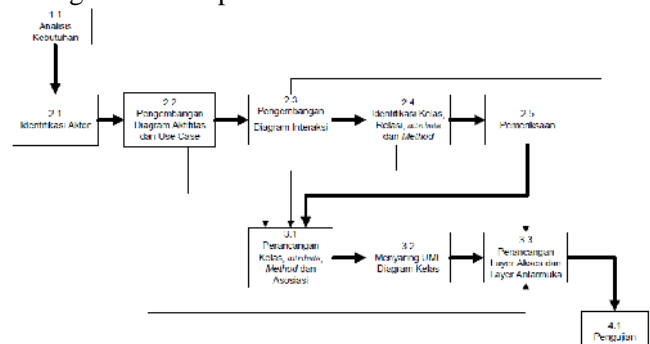 1.1
Analisis
Kebutuhan
2.1
Identifikasi Aktor
2.2
Pengembangan
Diagram Aktifitas
dan Use Case
2.3
Pengembangan
Diagram Interaksi
2.4
Identifikasi Kelas,
Relasi, attribute
dan Method
2.5
Pemeriksaan
3.1
Perancangan
Kelas, attribute,
Method dan
Asosiasi
3.2
Menyaring UML
Diagram Kelas
3.3
Perancangan
Layer Akses dan
Layer Antarmuka
4.1
Pengujian